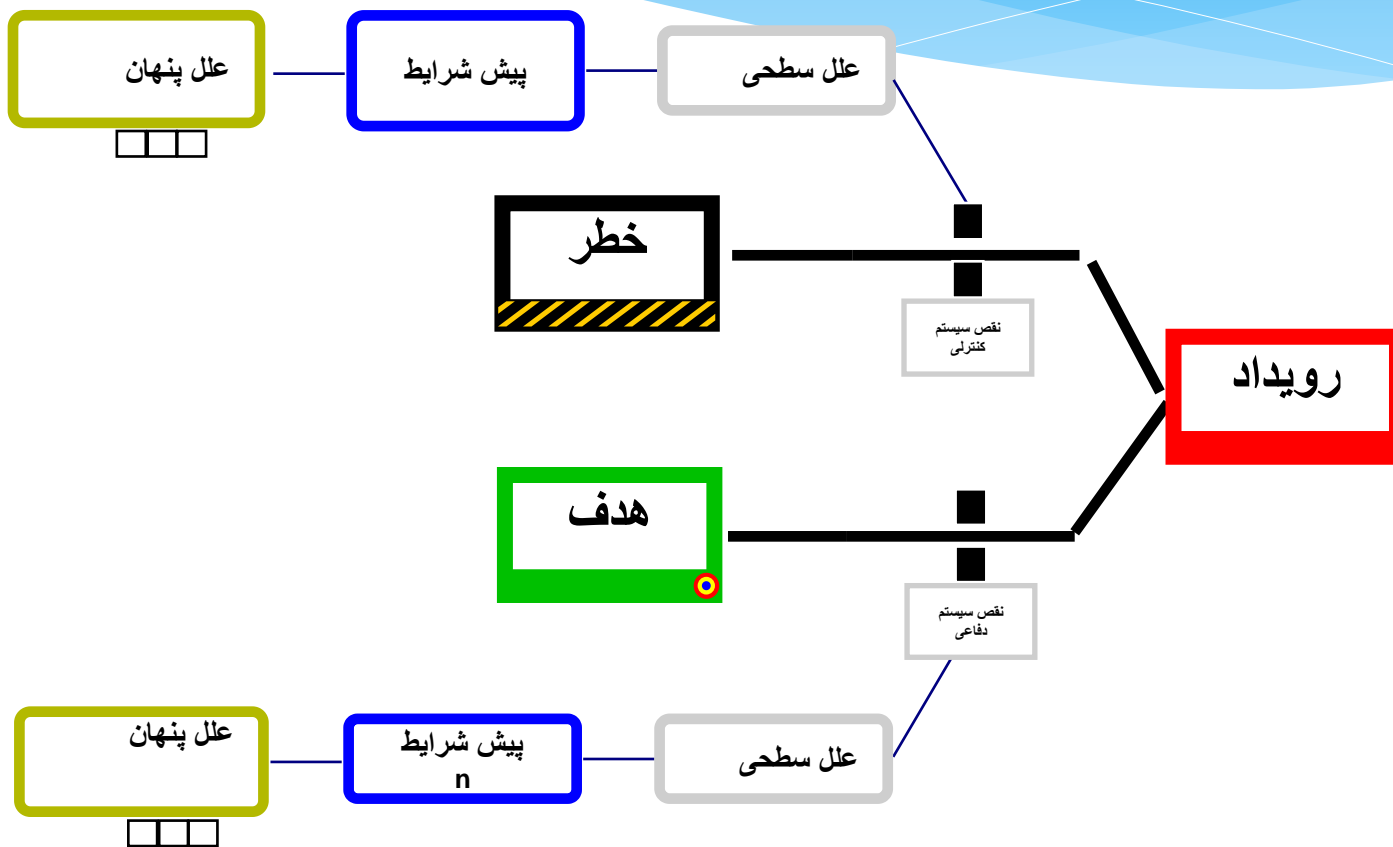 علل پنهان
پیش شرایط
علل سطحی
□□□
خطر
نقص سیستم
کنترلی
رویداد
هدف
نقص سیستم
دفاعی
علل پنهان
پیش شرایط
n
علل سطحی
□□□